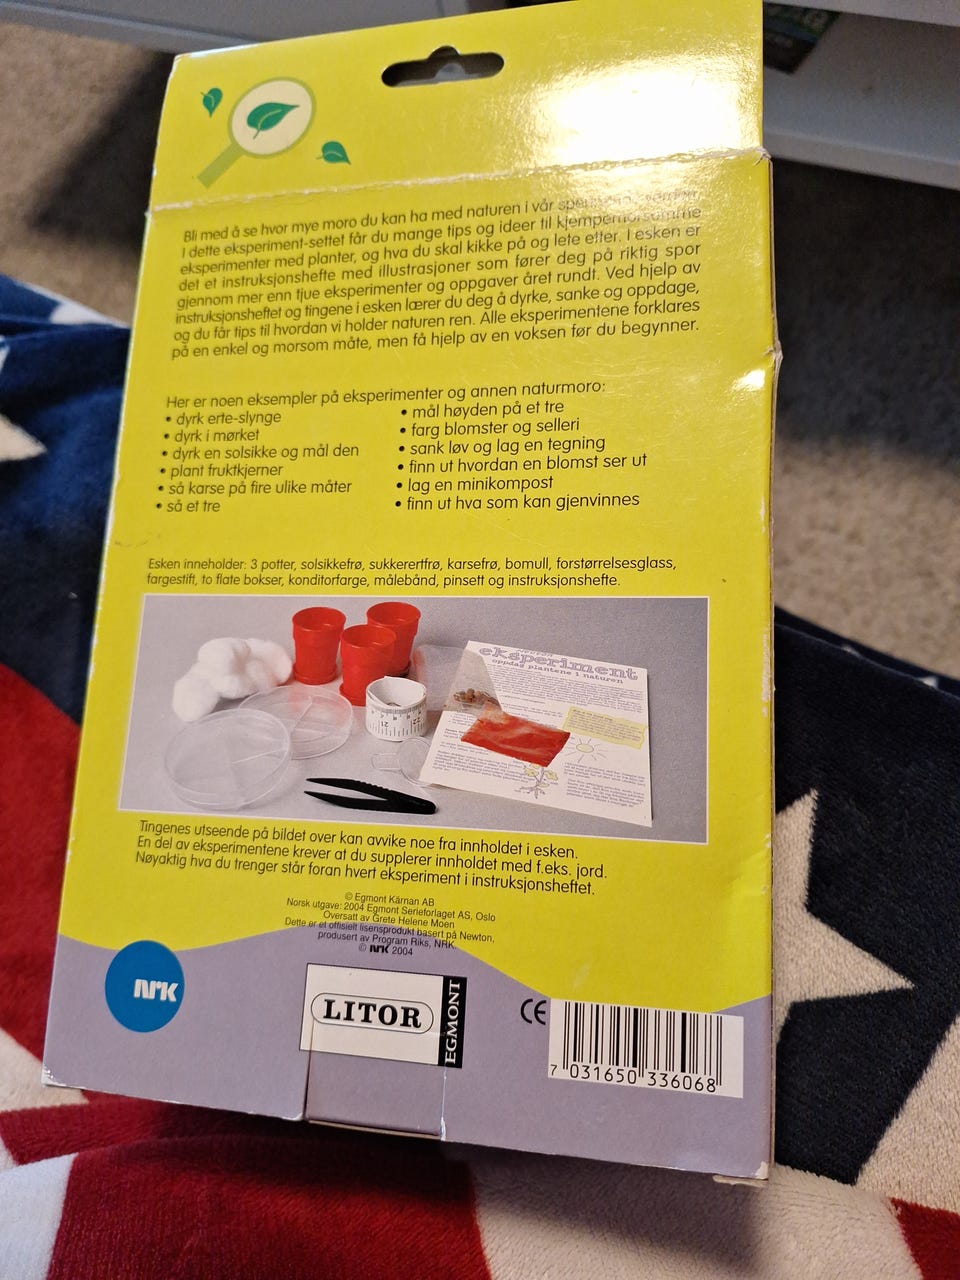 Bli med å se hvor mye moro du kan ha med naturen i vår spennende verden.
I dette eksperiment-settet får du mange tips og ideer til kjempemorsomme
eksperimenter med planter, og hva du skal kikke på og lete etter. I esken er
det et instruksjonshefte med illustrasjoner som fører deg på riktig spor
gjennom mer enn tjue eksperimenter og oppgaver året rundt. Ved hjelp av
instruksjonsheftet og tingene i esken lærer du deg å dyrke, sanke og oppdage,
og du får tips til hvordan vi holder naturen ren. Alle eksperimentene forklares
på en enkel og morsom måte, men få hjelp av en voksen før du begynner.
Her er noen eksempler på eksperimenter og annen naturmoro:
• dyrk erte-slynge
• dyrk i mørket
• dyrk en solsikke og mål den
• plant fruktkjerner
• så karse på fire ulike måter
• så et tre
• mål høyden på et tre
• farg blomster og selleri
• sank løv og lag en tegning
• finn ut hvordan en blomst ser ut
• lag en minikompost
• finn ut hva som kan gjenvinnes
Esken inneholder: 3 potter, solsikkefrø, sukkerertfrø, karsefrø, bomull, forstørrelsesglass,
fargestift, to flate bokser, konditorfarge, målebånd, pinsett og instruksjonshefte.
eksperiment
oppdag plantene i naturen
Tingenes utseende på bildet over kan avvike noe fra innholdet i esken.
En del av eksperimentene krever at du supplerer innholdet med f.eks. jord.
Nøyaktig hva du trenger står foran hvert eksperiment i instruksjonsheftet.
© Egmont Kärnan AB
Norsk utgave: 2004 Egmont Serieforlaget AS, Oslo
Oversatt av Grete Helene Moen
Dette er et offisielt lisensprodukt basert på Newton,
produsert av Program Riks, NRK.
© NRK 2004
NRK
LITOR
EGMONT
CE
7 031650 336068